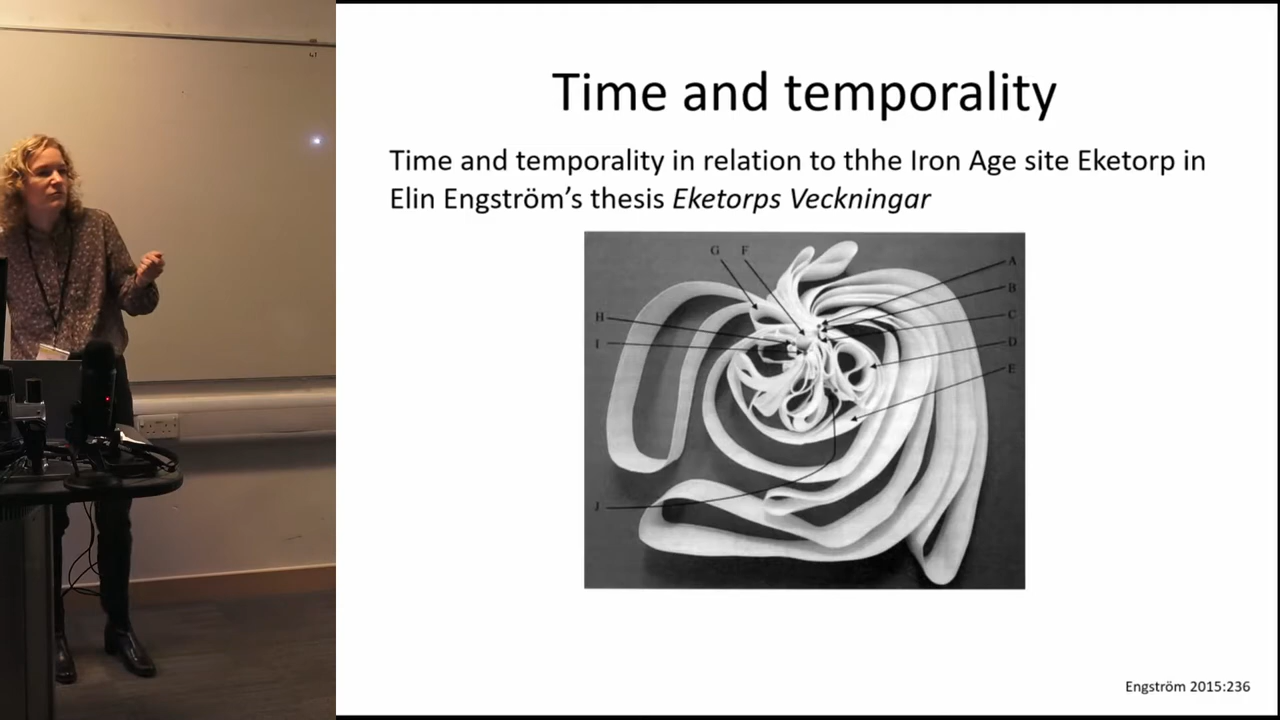 Time and temporality
Time and temporality in relation to thhe Iron Age site Eketorp in
Elin Engström’s thesis Eketorps Veckningar
G F
A
B
H
C
I
D
E
J
Engström 2015:236